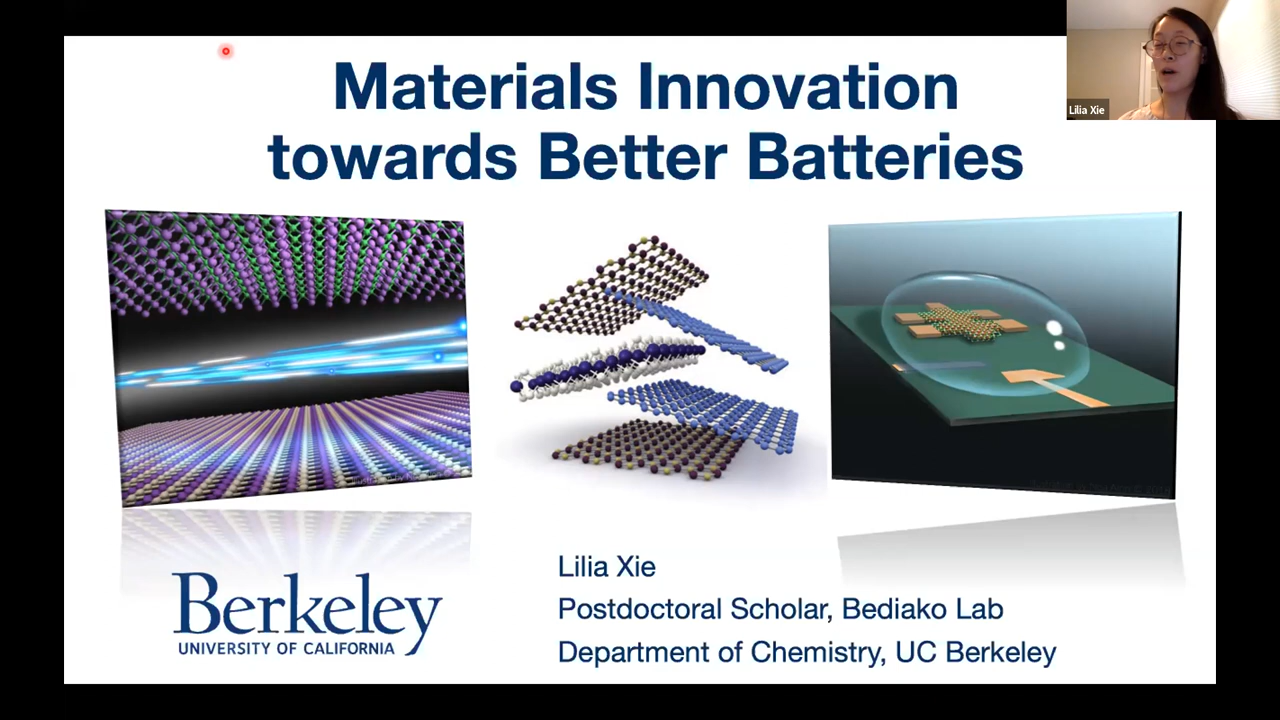 Materials Innovation
towards Better Batteries
Lilia Xie
Berkeley
UNIVERSITY OF CALIFORNIA
Lilia Xie
Postdoctoral Scholar, Bediako Lab
Department of Chemistry, UC Berkeley